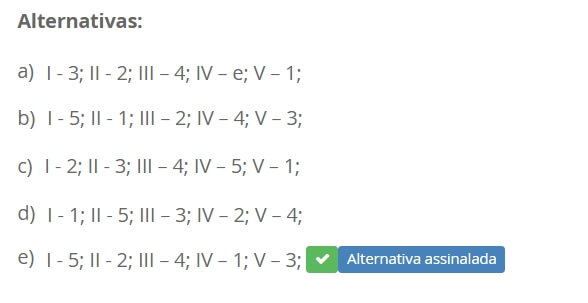 Alternativas:
a) I - 3; II - 2; III – 4; IV – e; V – 1;
b) I - 5; II - 1; III – 2; IV – 4; V – 3;
c) I - 2; II - 3; III – 4; IV – 5; V – 1;
d) I - 1; II - 5; III – 3; IV – 2; V – 4;
e) I - 5; II - 2; III – 4; IV – 1; V – 3; Alternativa assinalada